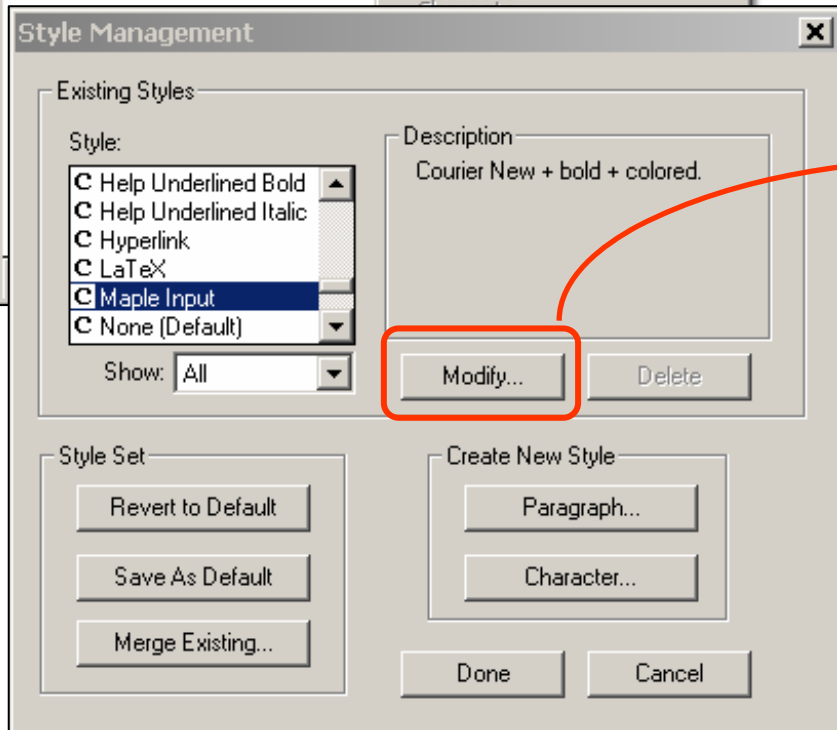 Style Management
Existing Styles
Style:
C Help Underlined Bold
C Help Underlined Italic
C Hyperlink
C LaTeX
C Maple Input
C None (Default)
Show: All
Description
Courier New + bold + colored.
Modify...
Delete
Style Set
Revert to Default
Save As Default
Merge Existing...
Create New Style
Paragraph...
Character...
Done
Cancel